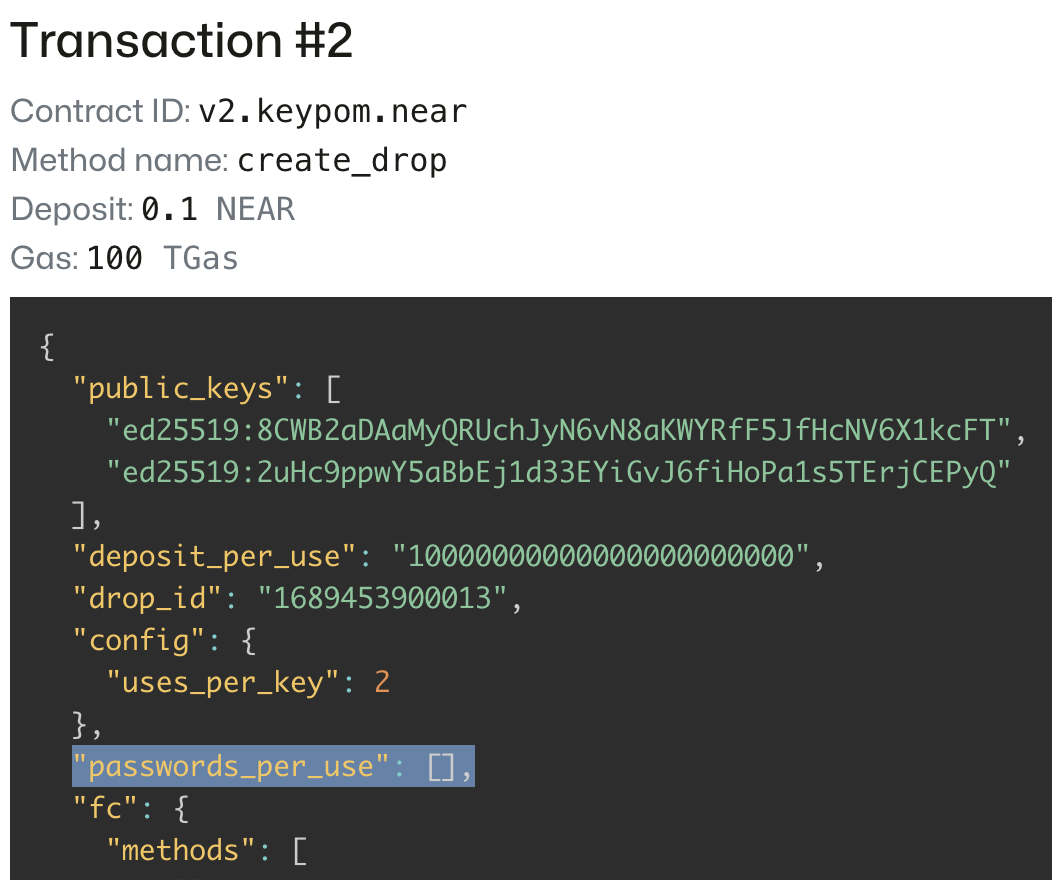 Transaction #2
Contract ID: v2.keypom.near
Method name: create_drop
Deposit: 0.1 NEAR
Gas: 100 TGas
{
"public_keys": [
"ed25519:8CWB2aDAaMyQRUchJyN6vN8aKWYRfF5JfHcNV6X1kcFT",
"ed25519:2uHc9ppwY5aBbEj1d33EYiGvJ6fiHoPa1s5TErjCEPyQ"
],
"deposit_per_use": "10000000000000000000000",
"drop_id": "1689453900013",
"config": {
"uses_per_key": 2
},
"passwords_per_use": [],
"fc": {
"methods": [